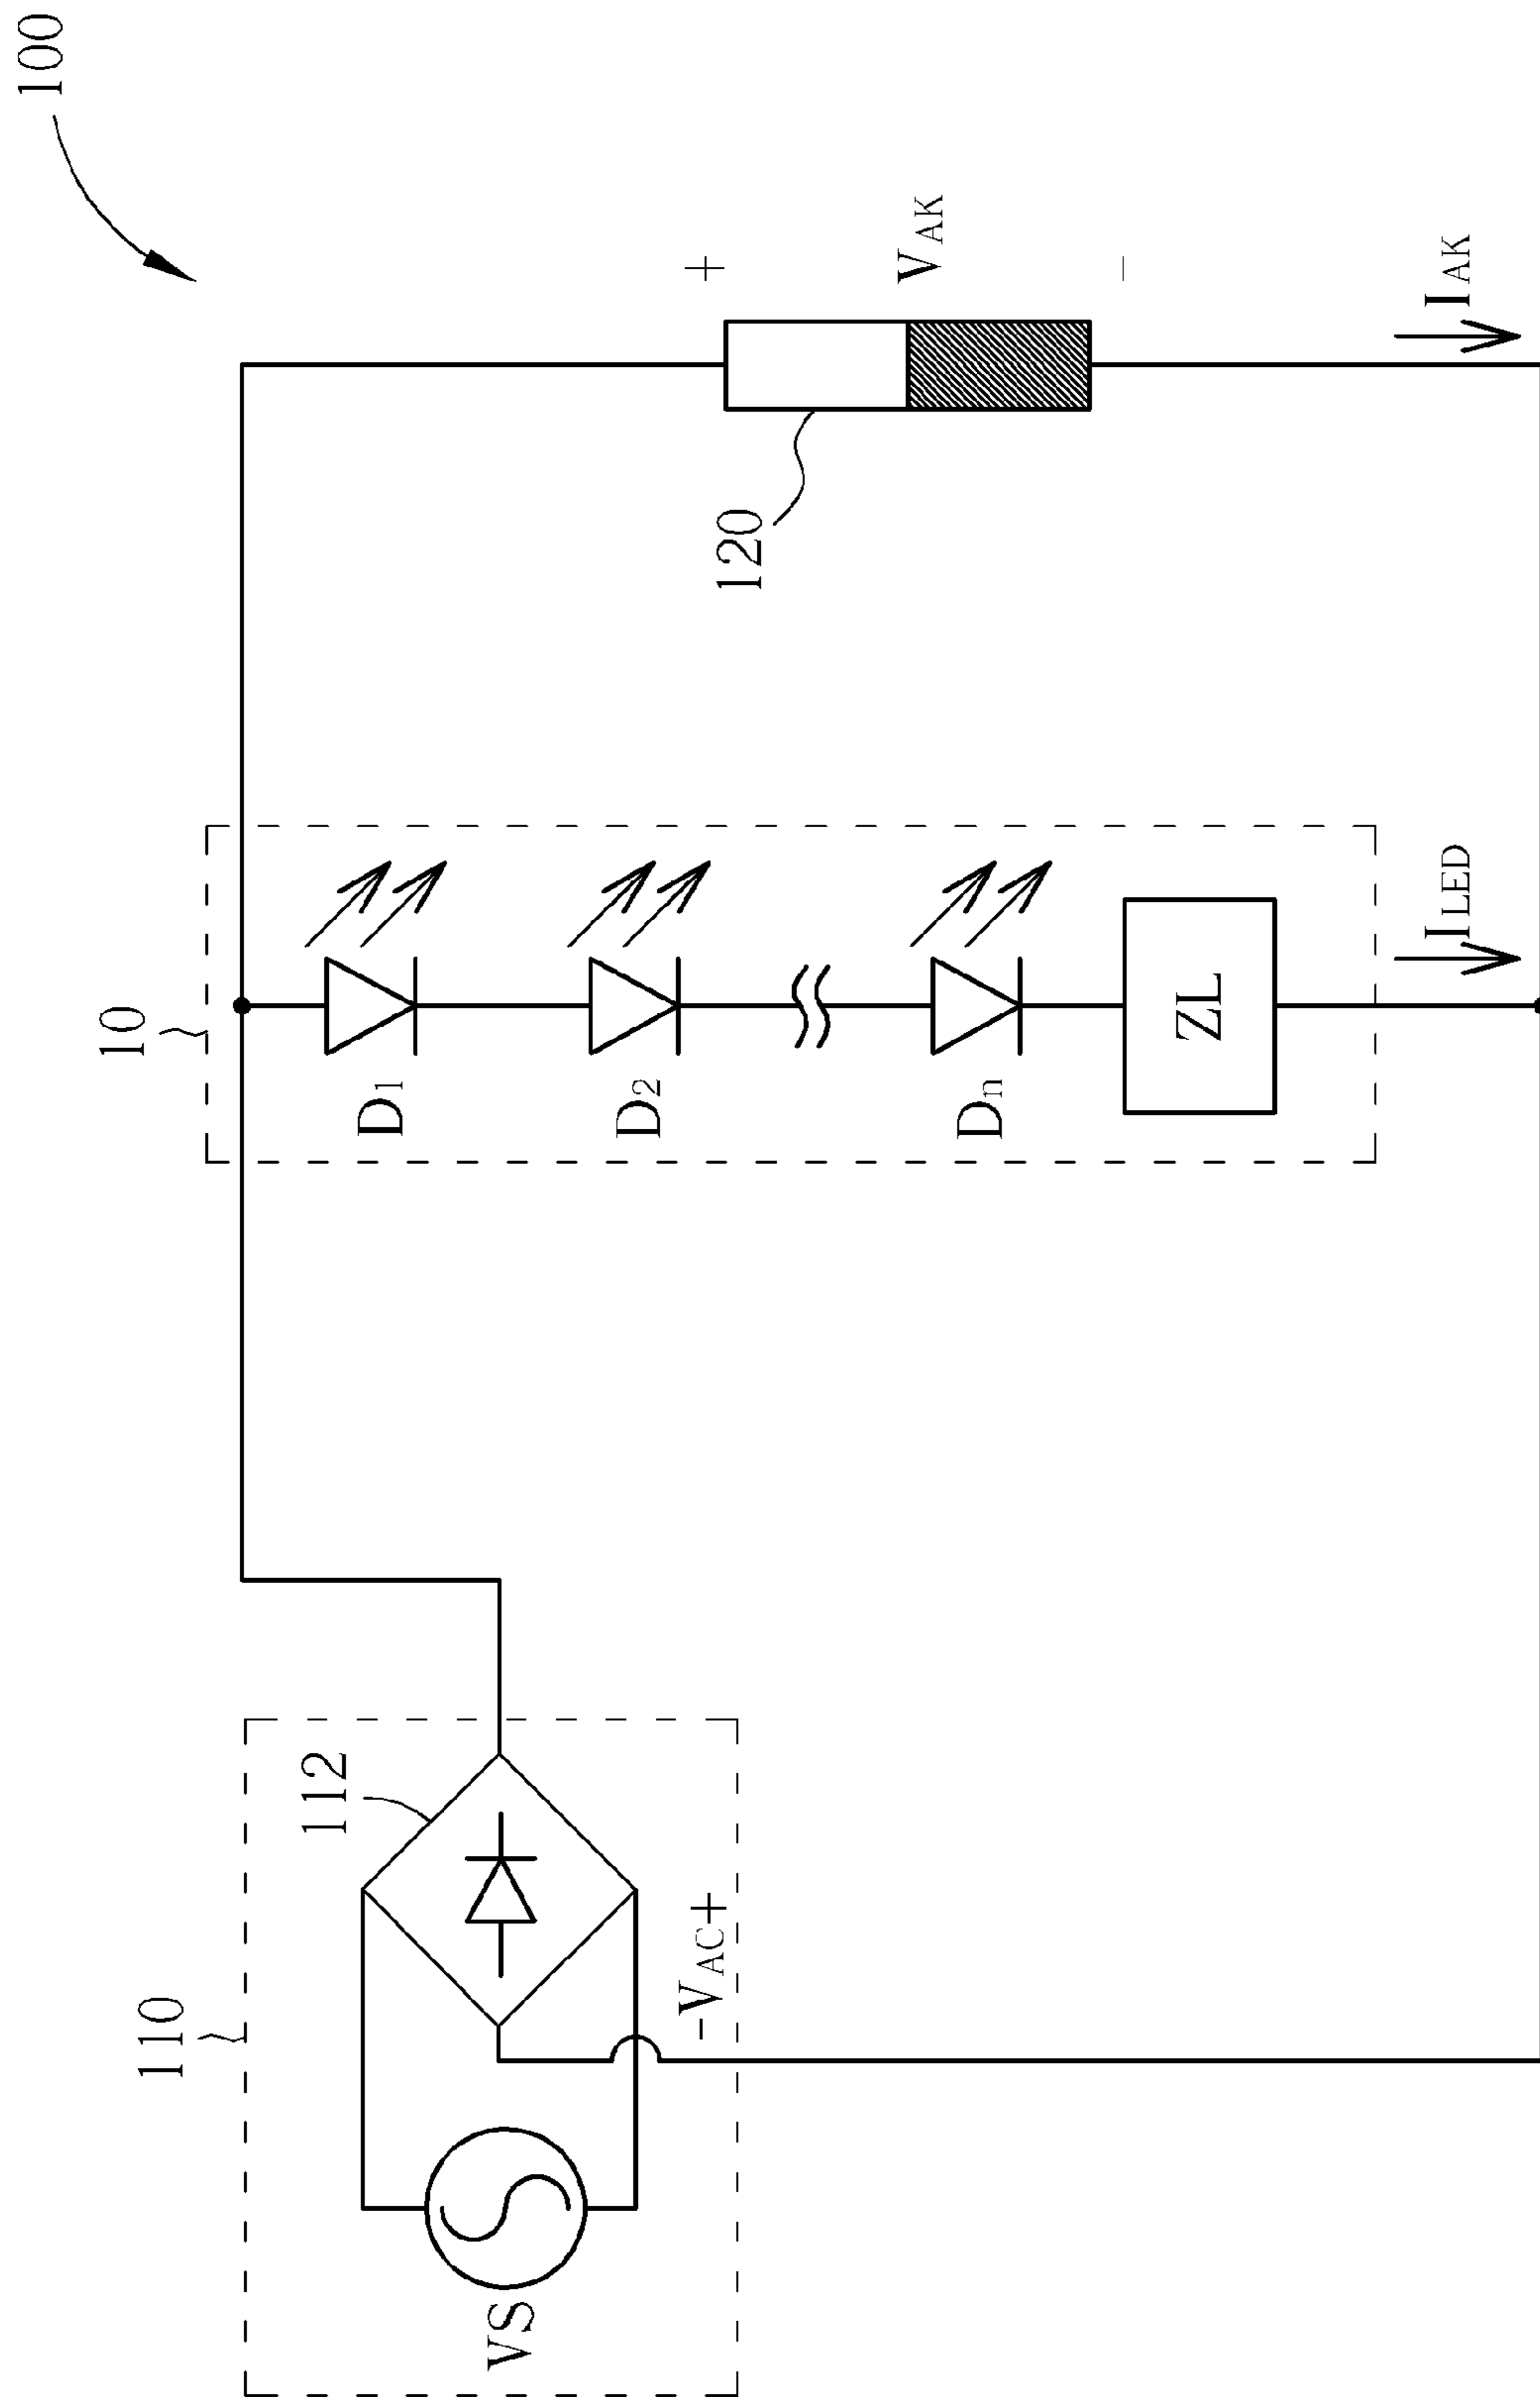 100
110
112
VS
-VAC+
10
D1
D2
Dn
ZL
ILED
120
+
VAK
-
IAK